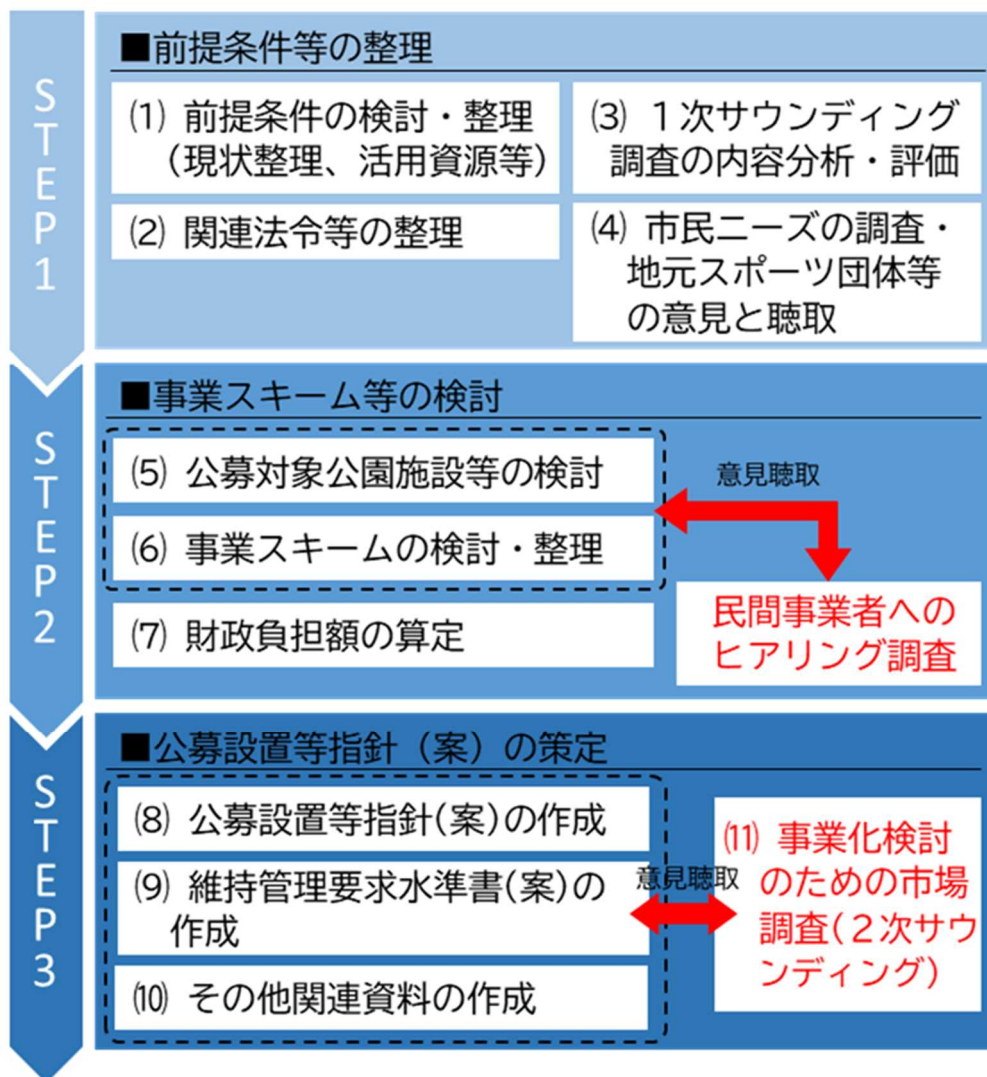 STEP1
■前提条件等の整理
⑴ 前提条件の検討・整理
(現状整理、活用資源等)
⑵ 関連法令等の整理
⑶ １次サウンディング
調査の内容分析・評価
⑷ 市民ニーズの調査・
地元スポーツ団体等
の意見と聴取
STEP2
■事業スキーム等の検討
⑸ 公募対象公園施設等の検討
⑹ 事業スキームの検討・整理
⑺ 財政負担額の算定
意見聴取
民間事業者への
ヒアリング調査
STEP3
■公募設置等指針（案）の策定
⑻ 公募設置等指針(案)の作成
⑼ 維持管理要求水準書(案)の
作成
⑽ その他関連資料の作成
意見聴取
⑾ 事業化検討
のための市場
調査(２次サウ
ンディング)